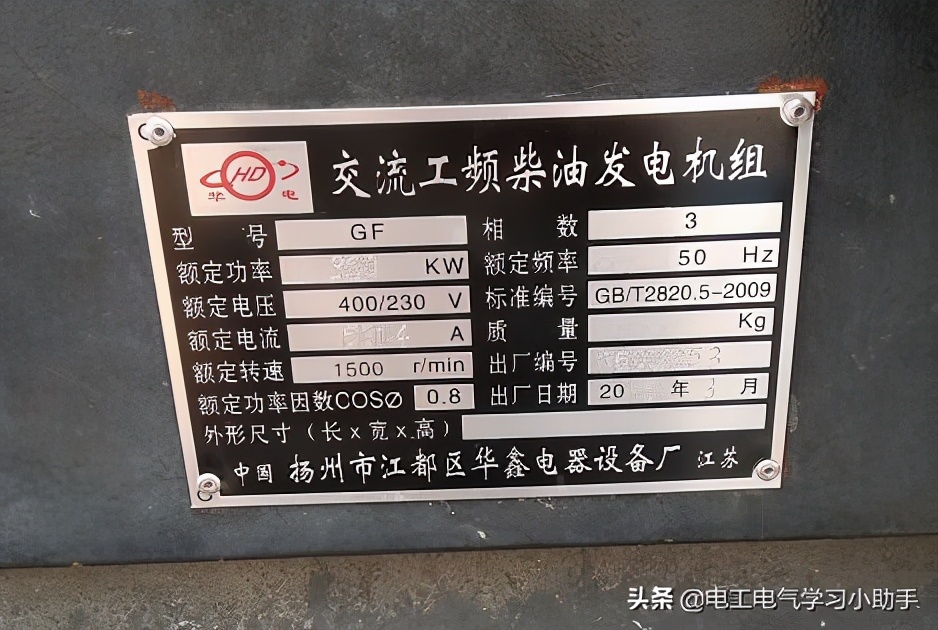 HD
华 电
交流工频柴油发电机组
型 号 GF 相 数 3
额定功率 KW 额定频率 50 Hz
额定电压 400/230 V 标准编号 GB/T2820.5-2009
额定电流 A 质 量 Kg
额定转速 1500 r/min 出厂编号
额定功率因数COSØ 0.8 出厂日期 20 年 月
外形尺寸（长x宽x高）
中国 扬州市江都区华鑫电器设备厂 江苏
头条 @电工电气学习小助手